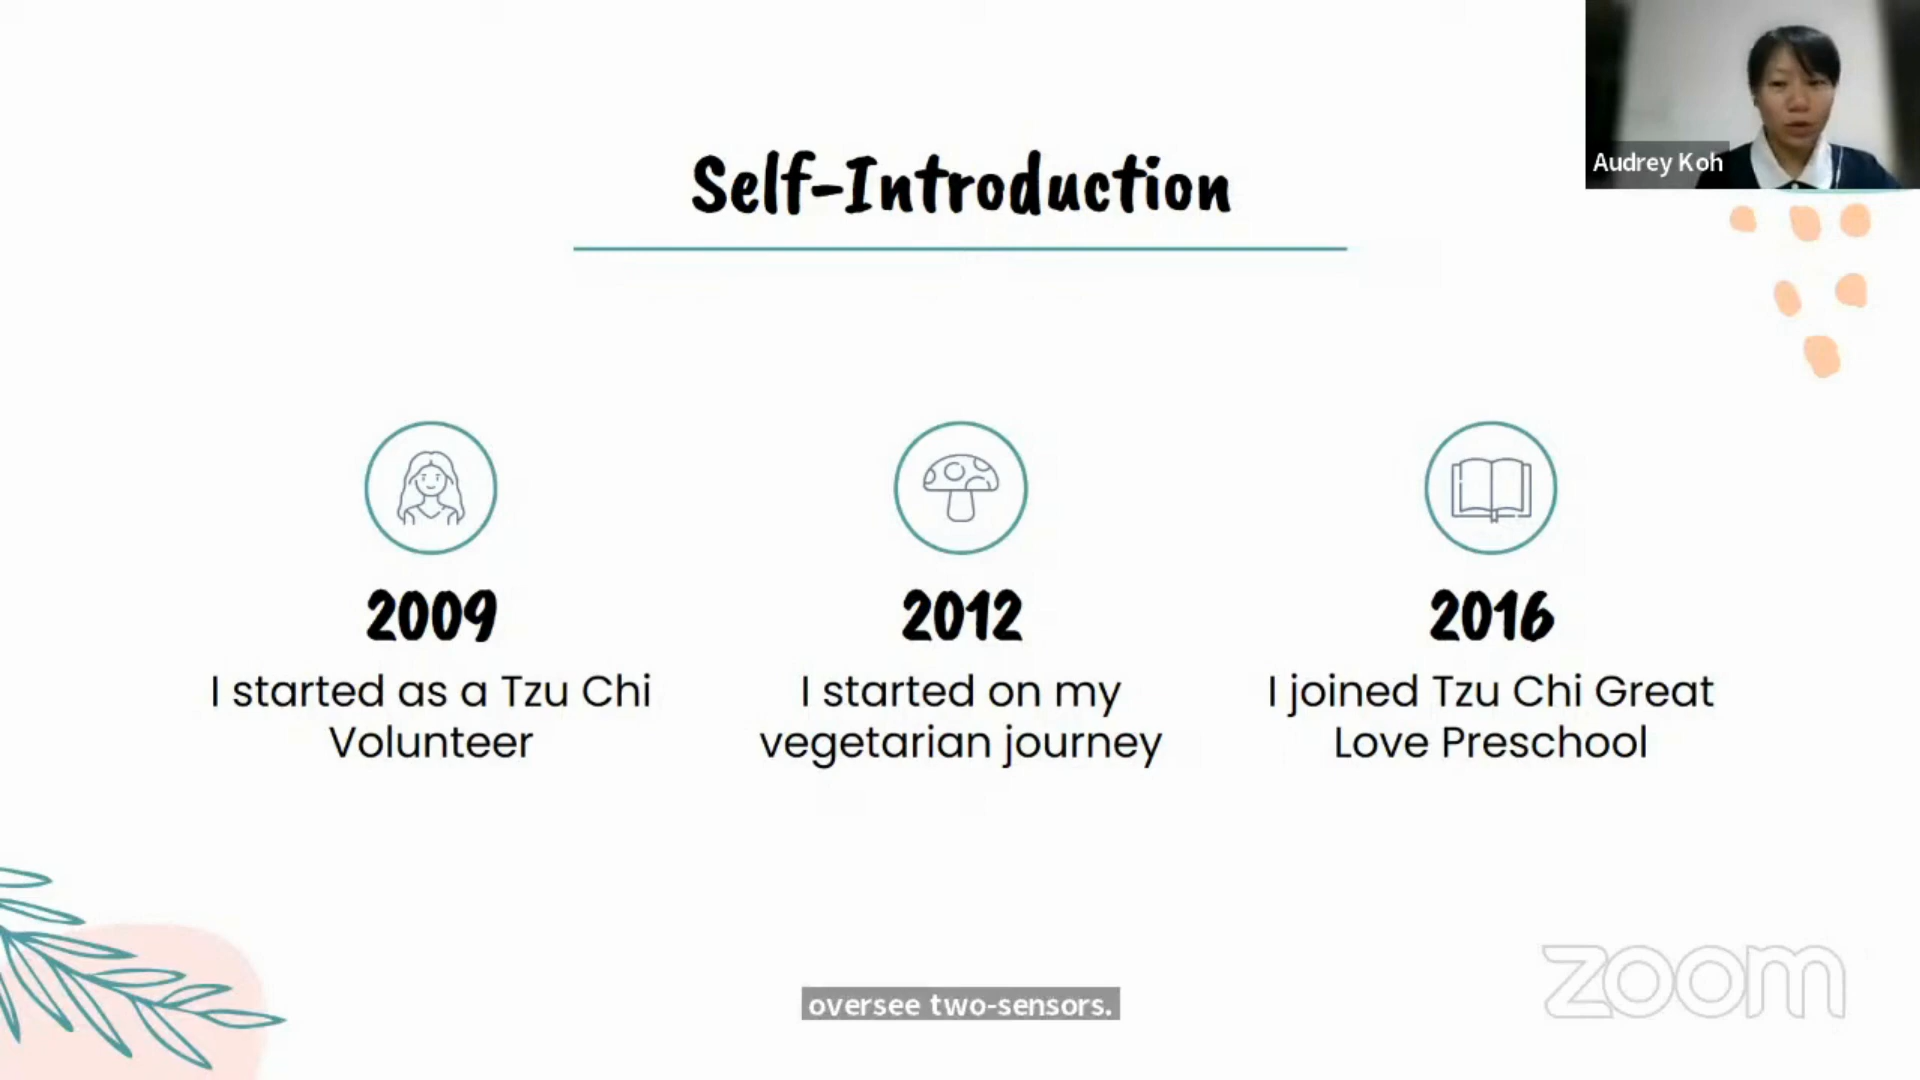 Audrey Koh
Self-Introduction
2009
I started as a Tzu Chi
Volunteer
2012
I started on my
vegetarian journey
2016
I joined Tzu Chi Great
Love Preschool
oversee two-sensors.
zoom